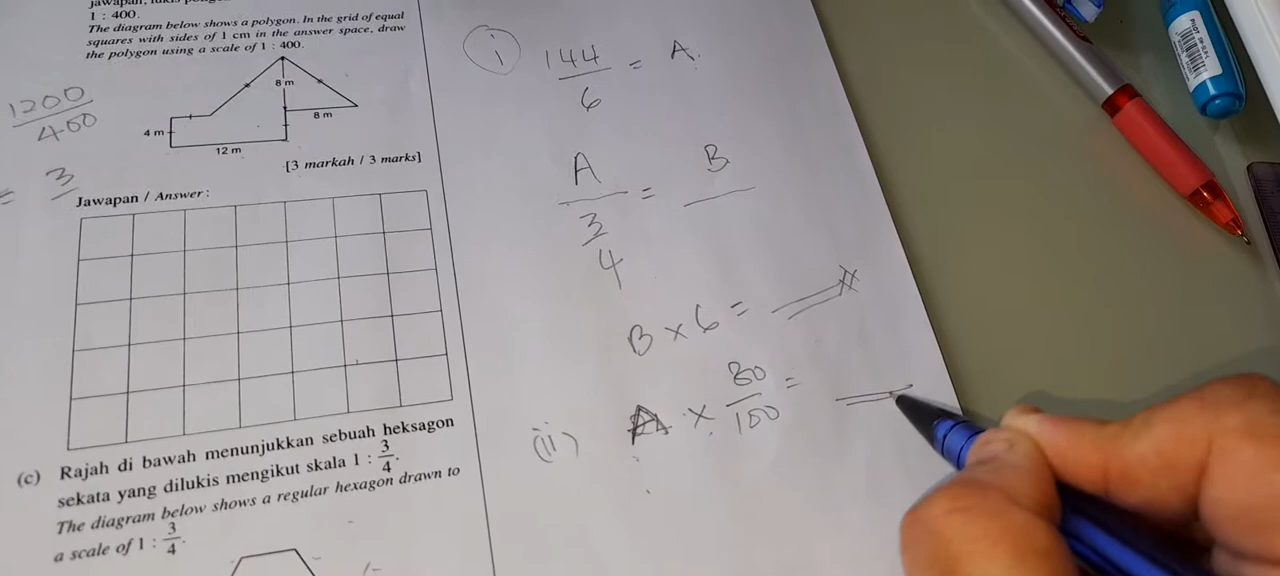 1 : 400.
The diagram below shows a polygon. In the grid of equal
squares with sides of 1 cm in the answer space, draw
the polygon using a scale of 1 : 400.
8 m
8 m
4 m
12 m
[3 markah / 3 marks]
1200
400
= 3
Jawapan / Answer :
(c) Rajah di bawah menunjukkan sebuah heksagon
sekata yang dilukis mengikut skala 1 : 3/4.
The diagram below shows a regular hexagon drawn to
a scale of 1 : 3/4.
i 144/6 = A.
A / 3/4 = B
B × 6 =
(ii) A × 80/100 =
PILOT